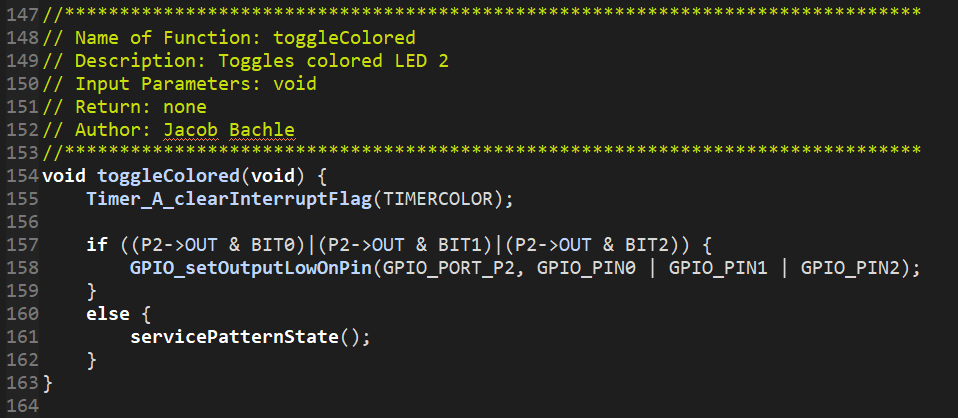 147 //******************************************************************************
148 // Name of Function: toggleColored
149 // Description: Toggles colored LED 2
150 // Input Parameters: void
151 // Return: none
152 // Author: Jacob Bachle
153 //******************************************************************************
154 void toggleColored(void) {
155     Timer_A_clearInterruptFlag(TIMERCOLOR);
156
157     if ((P2->OUT & BIT0)|(P2->OUT & BIT1)|(P2->OUT & BIT2)) {
158         GPIO_setOutputLowOnPin(GPIO_PORT_P2, GPIO_PIN0 | GPIO_PIN1 | GPIO_PIN2);
159     }
160     else {
161         servicePatternState();
162     }
163 }
164